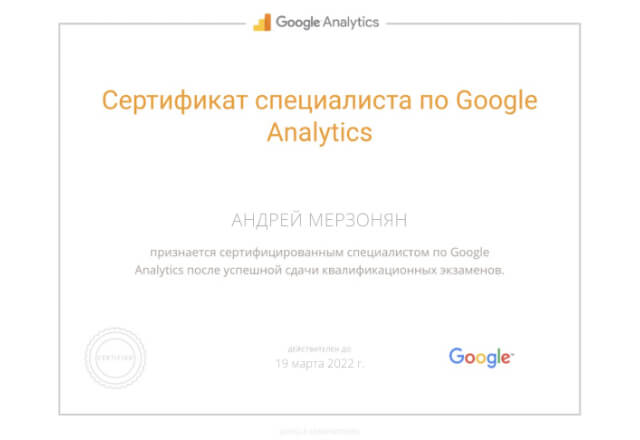 Google Analytics
Сертификат специалиста по Google
Analytics
АНДРЕЙ МЕРЗОНЯН
признается сертифицированным специалистом по Google
Analytics после успешной сдачи квалификационных экзаменов.
CERTIFIED
действителен до
19 марта 2022 г.
Google